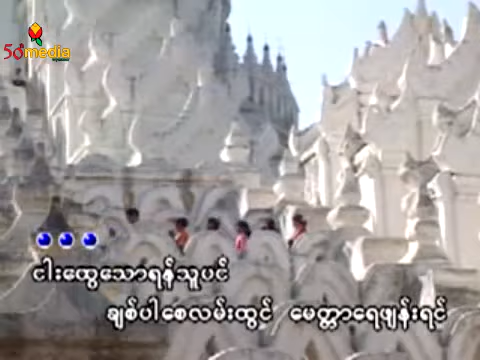 50media
ငါးထွေသောရန်သူပင်
ချစ်ပါစေလမ်းထွင် မေတ္တာရေဖျန်းရင်